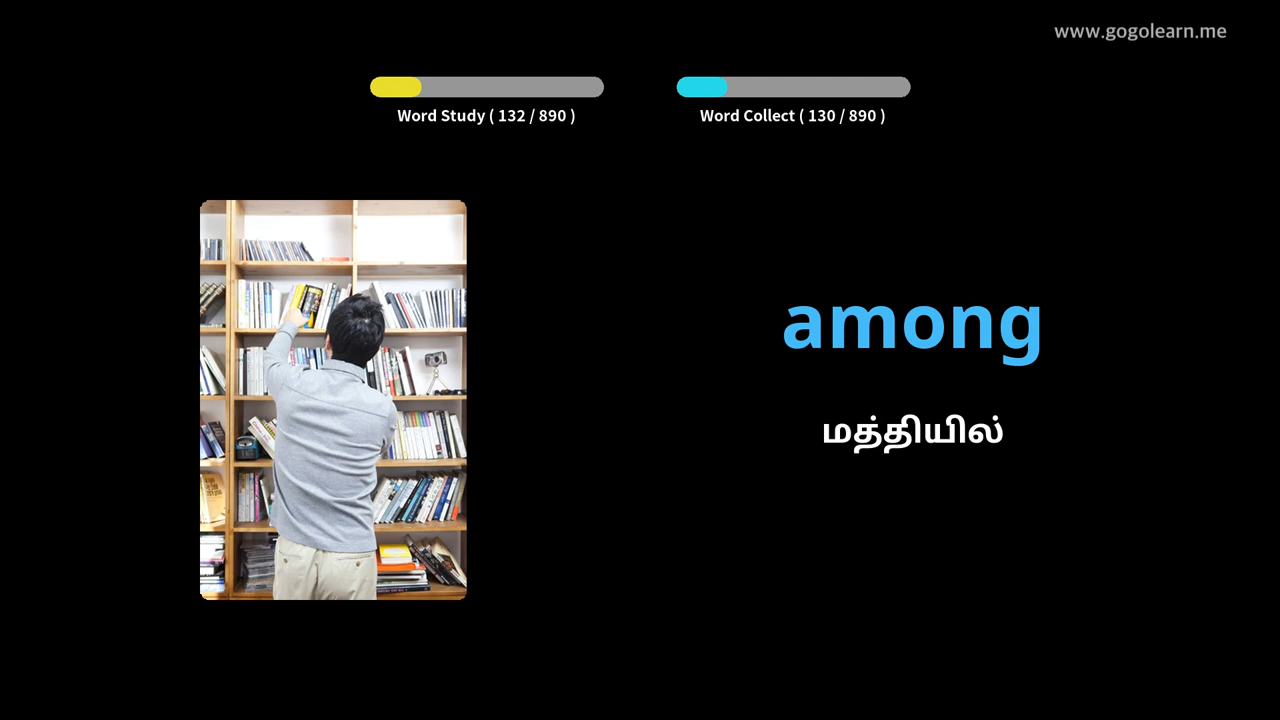 www.gogolearn.me
Word Study ( 132 / 890 )
Word Collect ( 130 / 890 )
among
மத்தியில்